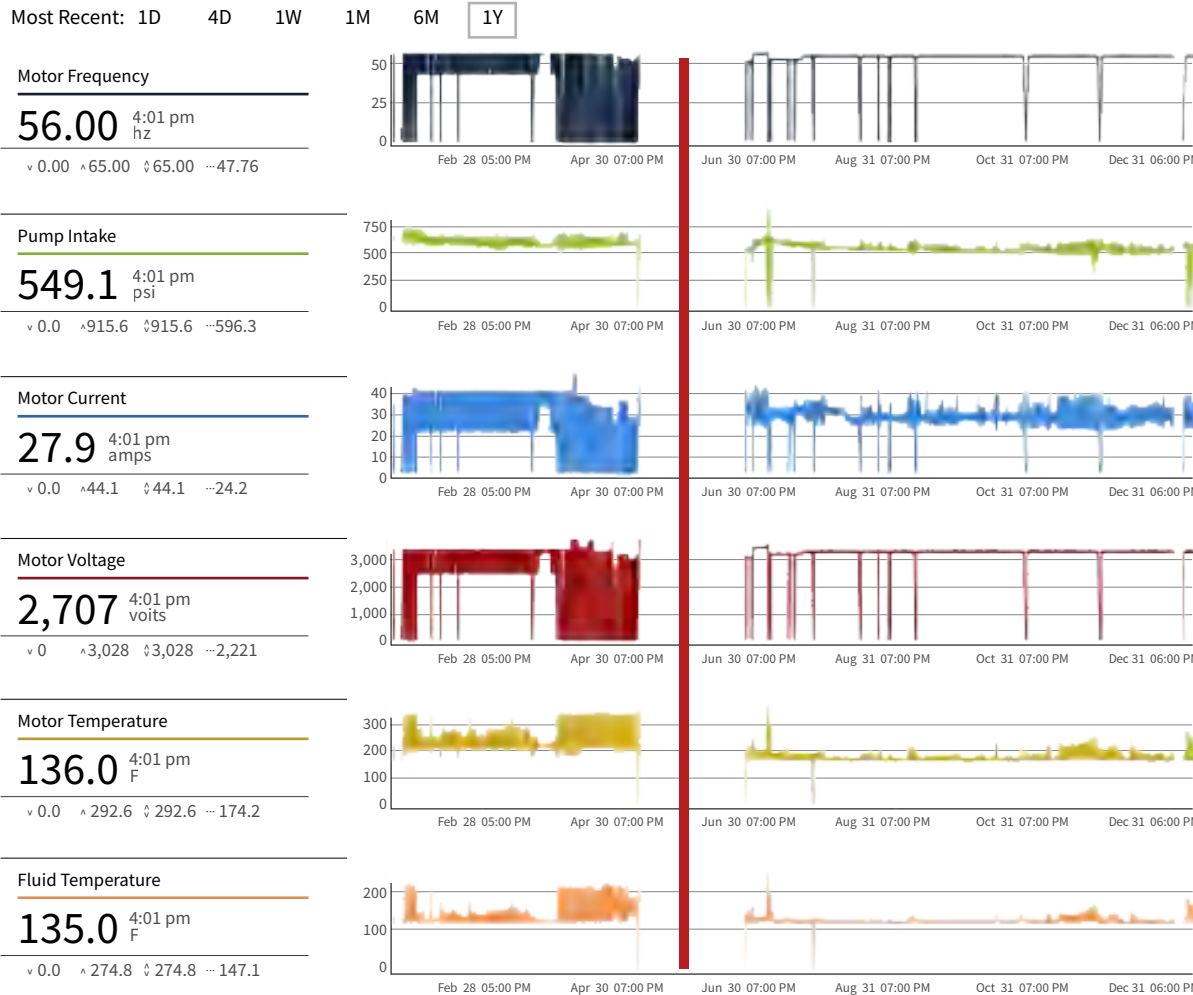 Most Recent: 1D 4D 1W 1M 6M 1Y
Motor Frequency
56.00 4:01 pm
hz
v 0.00 ^ 65.00 ◊ 65.00 ··· 47.76
50
25
0
Feb 28 05:00 PM Apr 30 07:00 PM Jun 30 07:00 PM Aug 31 07:00 PM Oct 31 07:00 PM Dec 31 06:00 PM
Pump Intake
549.1 4:01 pm
psi
v 0.0 ^ 915.6 ◊ 915.6 ··· 596.3
750
500
250
0
Feb 28 05:00 PM Apr 30 07:00 PM Jun 30 07:00 PM Aug 31 07:00 PM Oct 31 07:00 PM Dec 31 06:00 PM
Motor Current
27.9 4:01 pm
amps
v 0.0 ^ 44.1 ◊ 44.1 ··· 24.2
40
30
20
10
0
Feb 28 05:00 PM Apr 30 07:00 PM Jun 30 07:00 PM Aug 31 07:00 PM Oct 31 07:00 PM Dec 31 06:00 PM
Motor Voltage
2,707 4:01 pm
voits
v 0 ^ 3,028 ◊ 3,028 ··· 2,221
3,000
2,000
1,000
0
Feb 28 05:00 PM Apr 30 07:00 PM Jun 30 07:00 PM Aug 31 07:00 PM Oct 31 07:00 PM Dec 31 06:00 PM
Motor Temperature
136.0 4:01 pm
F
v 0.0 ^ 292.6 ◊ 292.6 ··· 174.2
300
200
100
0
Feb 28 05:00 PM Apr 30 07:00 PM Jun 30 07:00 PM Aug 31 07:00 PM Oct 31 07:00 PM Dec 31 06:00 PM
Fluid Temperature
135.0 4:01 pm
F
v 0.0 ^ 274.8 ◊ 274.8 ··· 147.1
200
100
0
Feb 28 05:00 PM Apr 30 07:00 PM Jun 30 07:00 PM Aug 31 07:00 PM Oct 31 07:00 PM Dec 31 06:00 PM